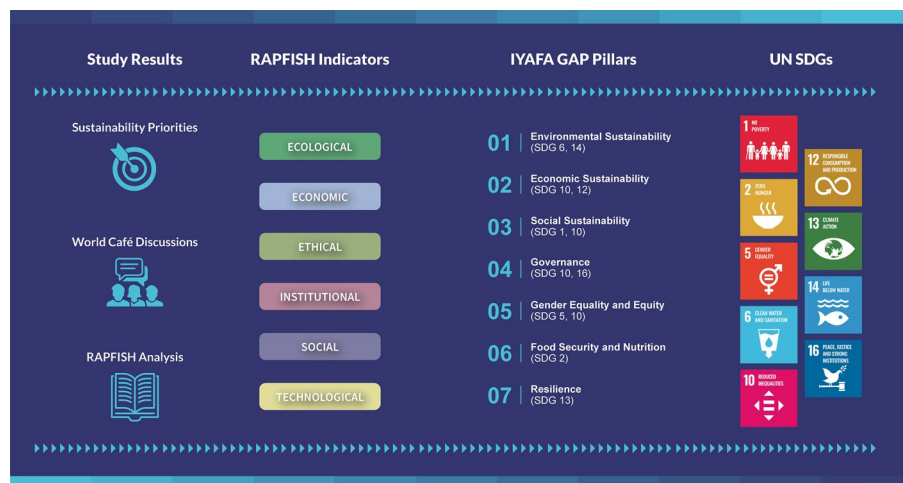 Study Results
RAPFISH Indicators
IYAFA GAP Pillars
UN SDGs
Sustainability Priorities
World Café Discussions
RAPFISH Analysis
ECOLOGICAL
ECONOMIC
ETHICAL
INSTITUTIONAL
SOCIAL
TECHNOLOGICAL
01
Environmental Sustainability
(SDG 6, 14)
02
Economic Sustainability
(SDG 10, 12)
03
Social Sustainability
(SDG 1, 10)
04
Governance
(SDG 10, 16)
05
Gender Equality and Equity
(SDG 5, 10)
06
Food Security and Nutrition
(SDG 2)
07
Resilience
(SDG 13)
1 NO
POVERTY
2 ZERO
HUNGER
5 GENDER
EQUALITY
6 CLEAN WATER
AND SANITATION
10 REDUCED
INEQUALITIES
12 RESPONSIBLE
CONSUMPTION
AND PRODUCTION
13 CLIMATE
ACTION
14 LIFE
BELOW WATER
16 PEACE, JUSTICE
AND STRONG
INSTITUTIONS